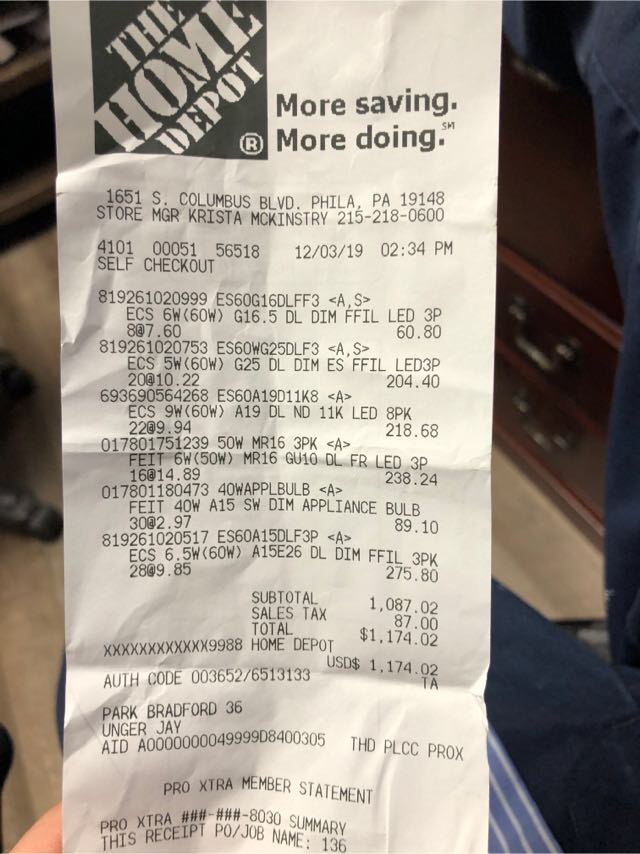 THE
HOME
DEPOT
®
More saving.
More doing.℠
1651 S. COLUMBUS BLVD. PHILA, PA 19148
STORE MGR KRISTA MCKINSTRY 215-218-0600
4101 00051 56518 12/03/19 02:34 PM
SELF CHECKOUT
819261020999 ES60G16DLFF3 <A,S>
ECS 6W(60W) G16.5 DL DIM FFIL LED 3P
8@7.60 60.80
819261020753 ES60WG25DLF3 <A,S>
ECS 5W(60W) G25 DL DIM ES FFIL LED3P
20@10.22 204.40
693690564268 ES60A19D11K8 <A>
ECS 9W(60W) A19 DL ND 11K LED 8PK
22@9.94 218.68
017801751239 50W MR16 3PK <A>
FEIT 6W(50W) MR16 GU10 DL FR LED 3P
16@14.89 238.24
017801180473 40WAPPLBULB <A>
FEIT 40W A15 SW DIM APPLIANCE BULB
30@2.97 89.10
819261020517 ES60A15DLF3P <A>
ECS 6.5W(60W) A15E26 DL DIM FFIL 3PK
28@9.85 275.80
SUBTOTAL 1,087.02
SALES TAX 87.00
TOTAL $1,174.02
XXXXXXXXXXXX9988 HOME DEPOT
USD$ 1,174.02
AUTH CODE 003652/6513133 TA
PARK BRADFORD 36
UNGER JAY
AID A0000000049999D8400305 THD PLCC PROX
PRO XTRA MEMBER STATEMENT
PRO XTRA ###-###-8030 SUMMARY
THIS RECEIPT PO/JOB NAME: 136